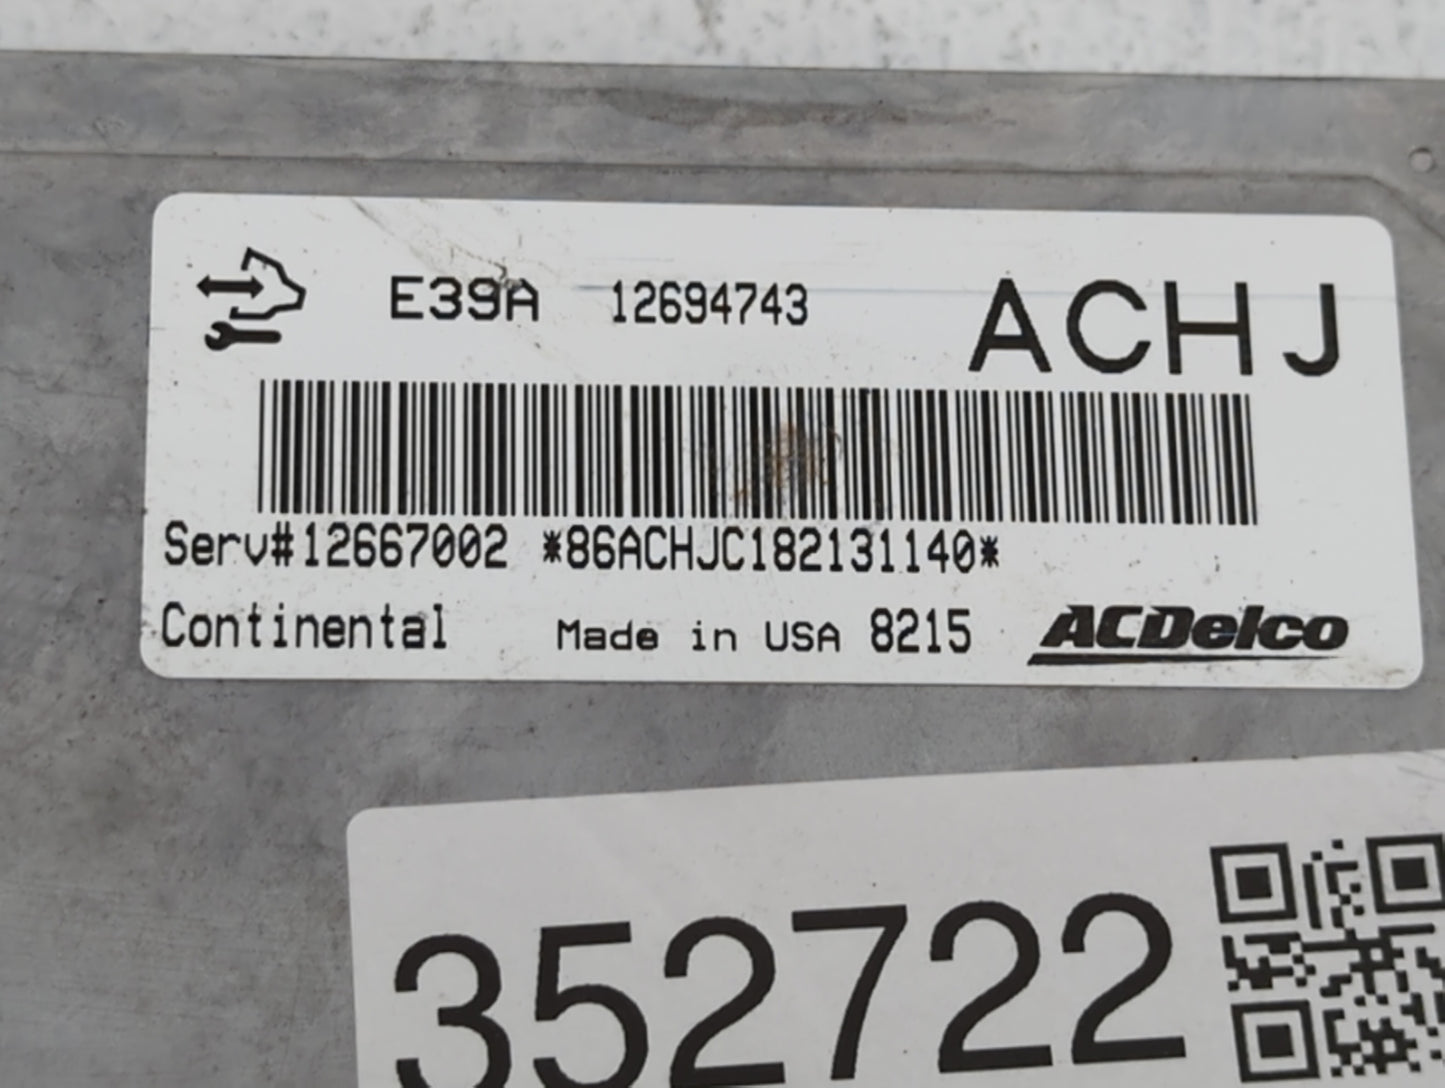 E39A 12694743 ACHJ
Serv#12667002 *86ACHJC182131140*
Continental Made in USA 8215 ACDelco
352722